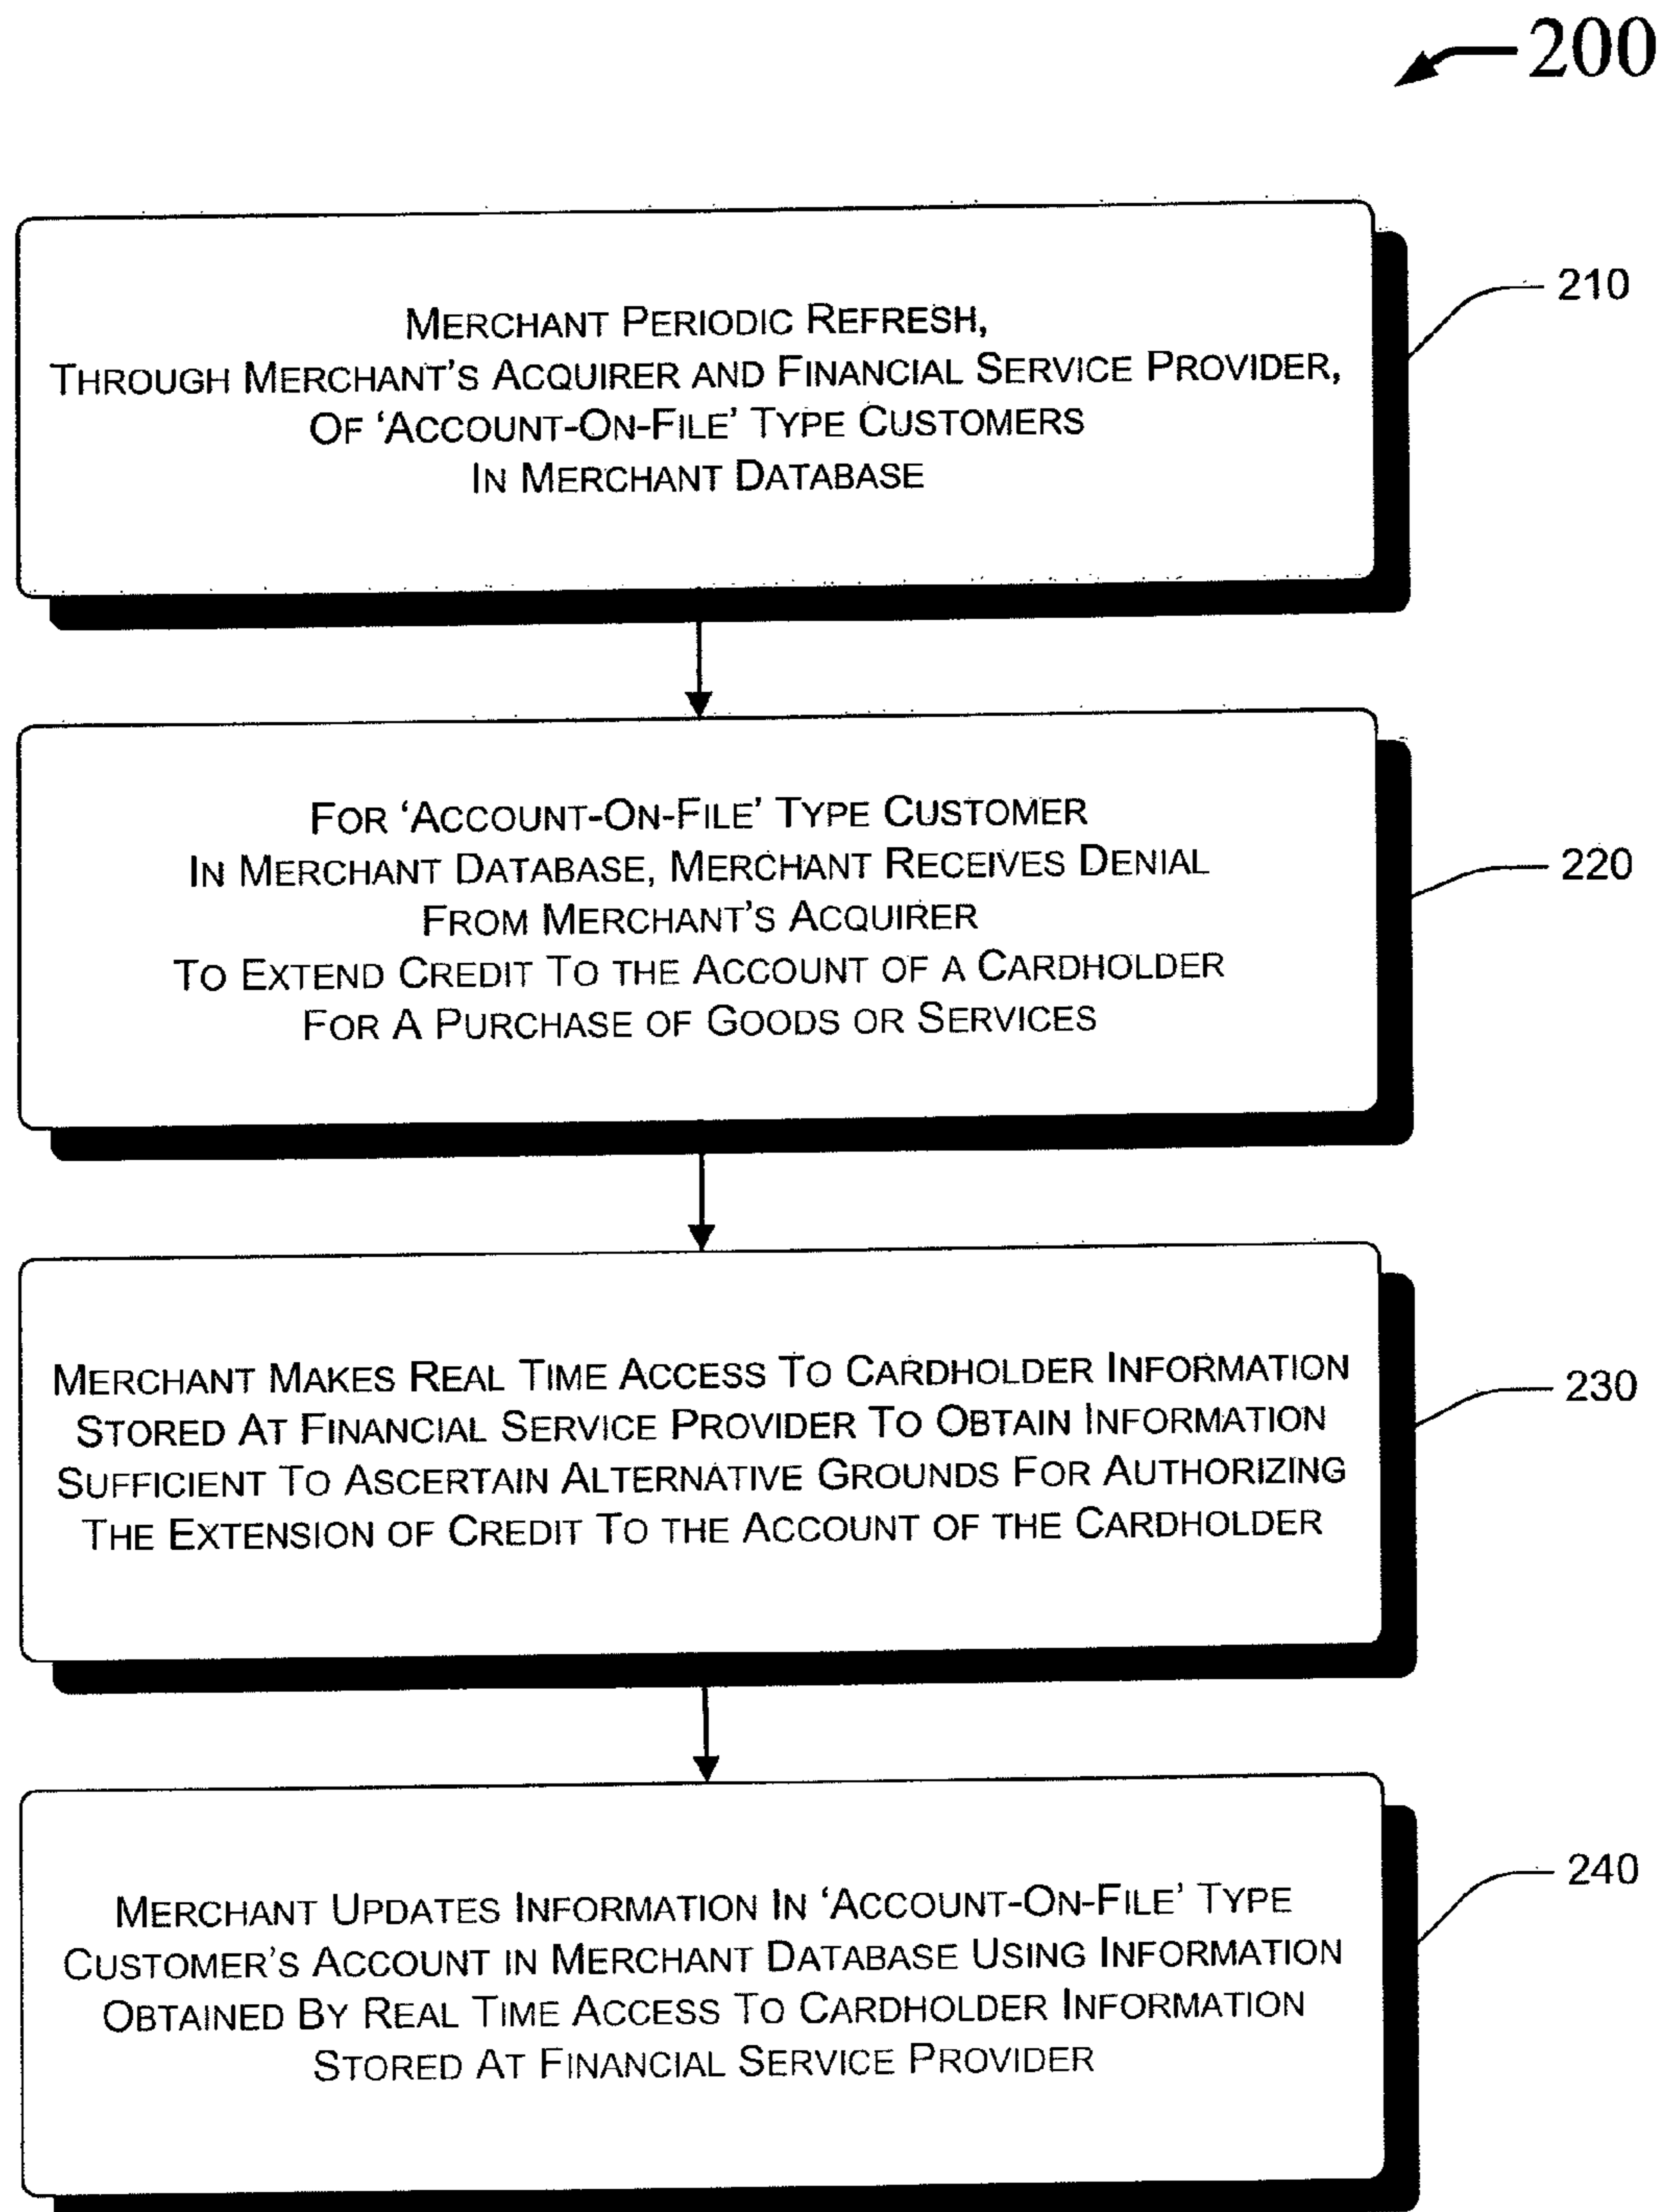 200
MERCHANT PERIODIC REFRESH,
THROUGH MERCHANT'S ACQUIRER AND FINANCIAL SERVICE PROVIDER,
OF 'ACCOUNT-ON-FILE' TYPE CUSTOMERS
IN MERCHANT DATABASE
210
FOR 'ACCOUNT-ON-FILE' TYPE CUSTOMER
IN MERCHANT DATABASE, MERCHANT RECEIVES DENIAL
FROM MERCHANT'S ACQUIRER
TO EXTEND CREDIT TO THE ACCOUNT OF A CARDHOLDER
FOR A PURCHASE OF GOODS OR SERVICES
220
MERCHANT MAKES REAL TIME ACCESS TO CARDHOLDER INFORMATION
STORED AT FINANCIAL SERVICE PROVIDER TO OBTAIN INFORMATION
SUFFICIENT TO ASCERTAIN ALTERNATIVE GROUNDS FOR AUTHORIZING
THE EXTENSION OF CREDIT TO THE ACCOUNT OF THE CARDHOLDER
230
MERCHANT UPDATES INFORMATION IN 'ACCOUNT-ON-FILE' TYPE
CUSTOMER'S ACCOUNT IN MERCHANT DATABASE USING INFORMATION
OBTAINED BY REAL TIME ACCESS TO CARDHOLDER INFORMATION
STORED AT FINANCIAL SERVICE PROVIDER
240